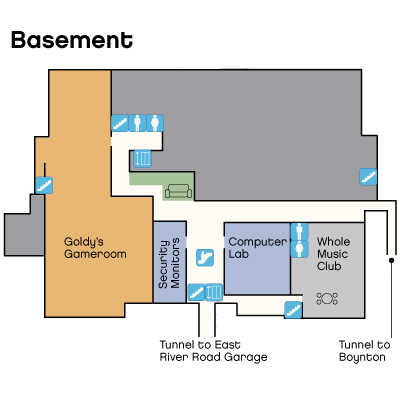 Basement
Goldy's
Gameroom
Security
Monitors
Computer
Lab
Whole
Music
Club
Tunnel to East
River Road Garage
Tunnel to
Boynton